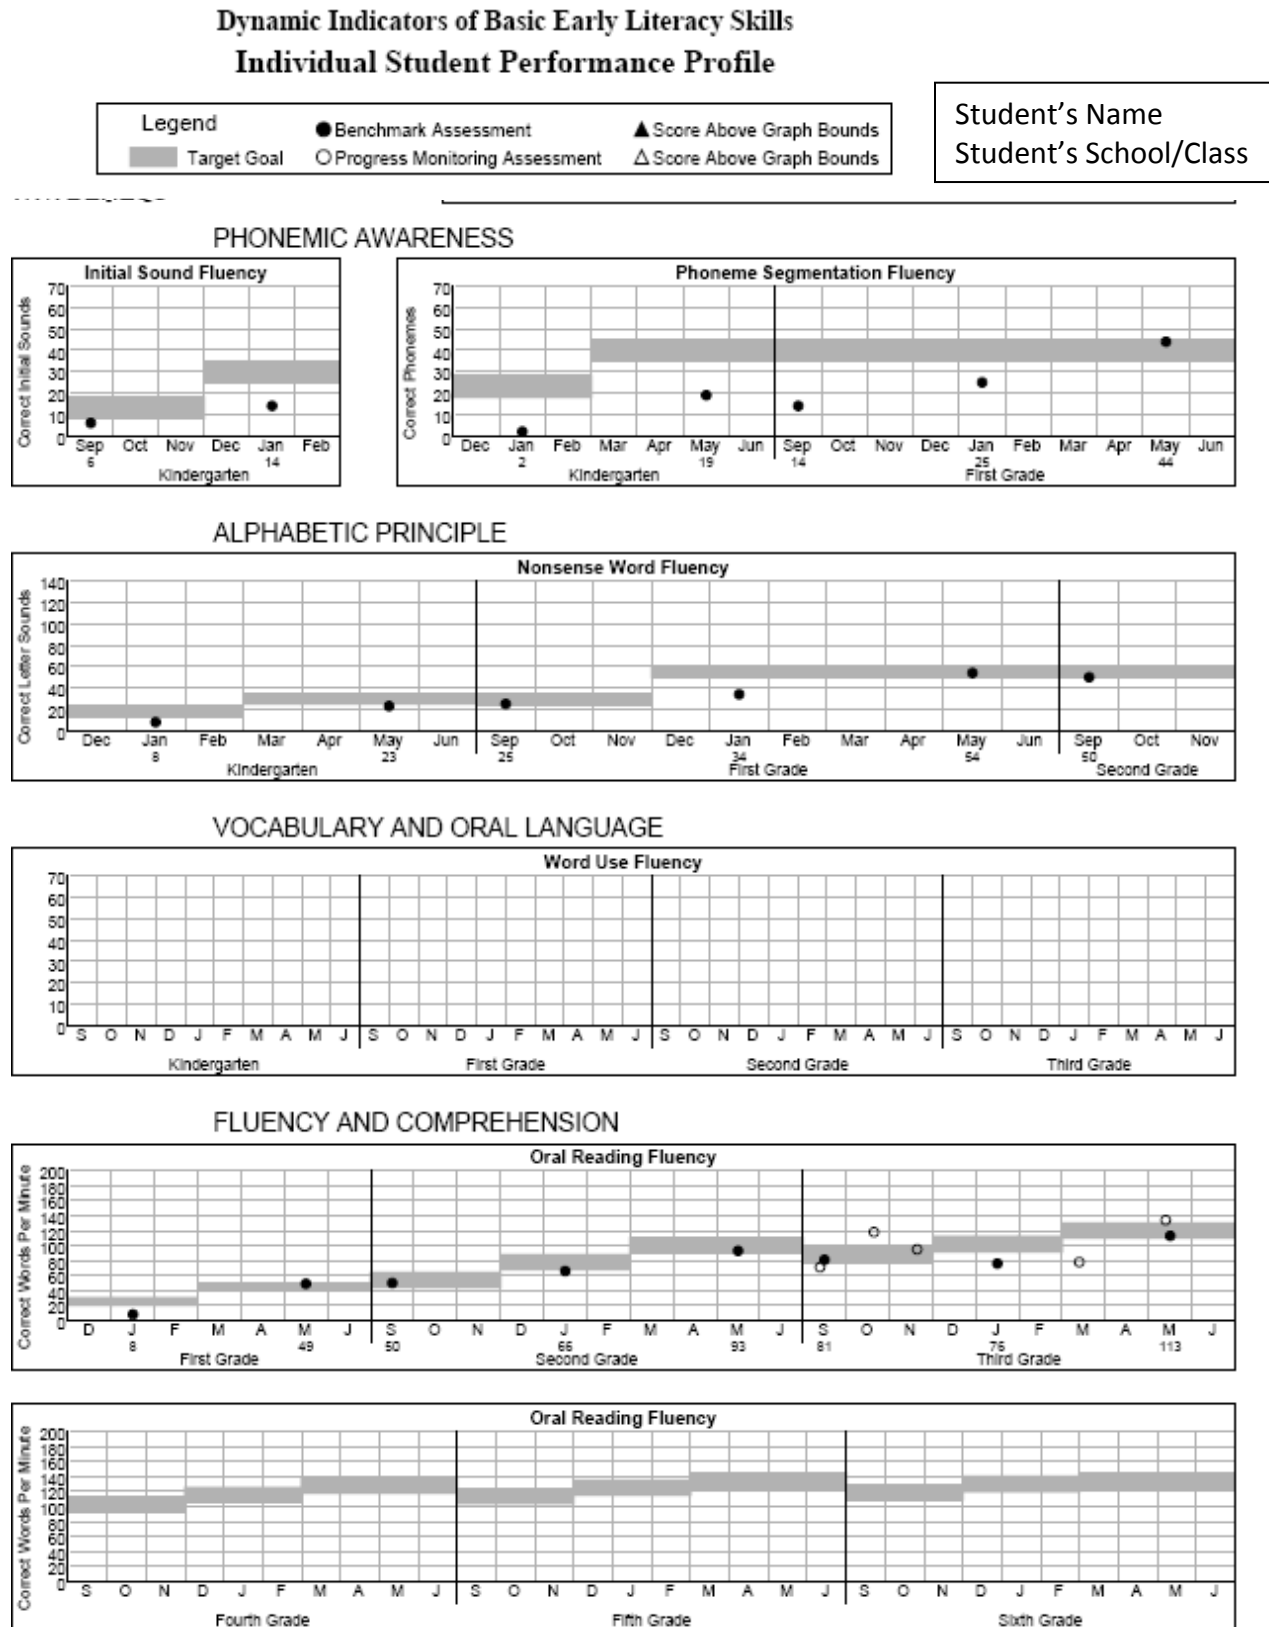 Dynamic Indicators of Basic Early Literacy Skills
Individual Student Performance Profile
Legend
Benchmark Assessment
Score Above Graph Bounds
Target Goal
Progress Monitoring Assessment
Score Above Graph Bounds
Student’s Name
Student’s School/Class
PHONEMIC AWARENESS
Initial Sound Fluency
Correct Initial Sounds
70
60
50
40
30
20
10
0
Sep Oct Nov Dec Jan Feb
6 14
Kindergarten
Phoneme Segmentation Fluency
Correct Phonemes
70
60
50
40
30
20
10
0
Dec Jan Feb Mar Apr May Jun Sep Oct Nov Dec Jan Feb Mar Apr May Jun
2 19 14 25 44
Kindergarten First Grade
ALPHABETIC PRINCIPLE
Nonsense Word Fluency
Correct Letter Sounds
140
120
100
80
60
40
20
0
Dec Jan Feb Mar Apr May Jun Sep Oct Nov Dec Jan Feb Mar Apr May Jun Sep Oct Nov
8 23 25 34 54 50
Kindergarten First Grade Second Grade
VOCABULARY AND ORAL LANGUAGE
Word Use Fluency
70
60
50
40
30
20
10
0
S O N D J F M A M J S O N D J F M A M J S O N D J F M A M J S O N D J F M A M J
Kindergarten First Grade Second Grade Third Grade
FLUENCY AND COMPREHENSION
Oral Reading Fluency
Correct Words Per Minute
200
180
160
140
120
100
80
60
40
20
0
D J F M A M J S O N D J F M A M J S O N D J F M A M J
8 49 50 66 93 81 76 113
First Grade Second Grade Third Grade
Oral Reading Fluency
Correct Words Per Minute
200
180
160
140
120
100
80
60
40
20
0
S O N D J F M A M J S O N D J F M A M J S O N D J F M A M J
Fourth Grade Fifth Grade Sixth Grade